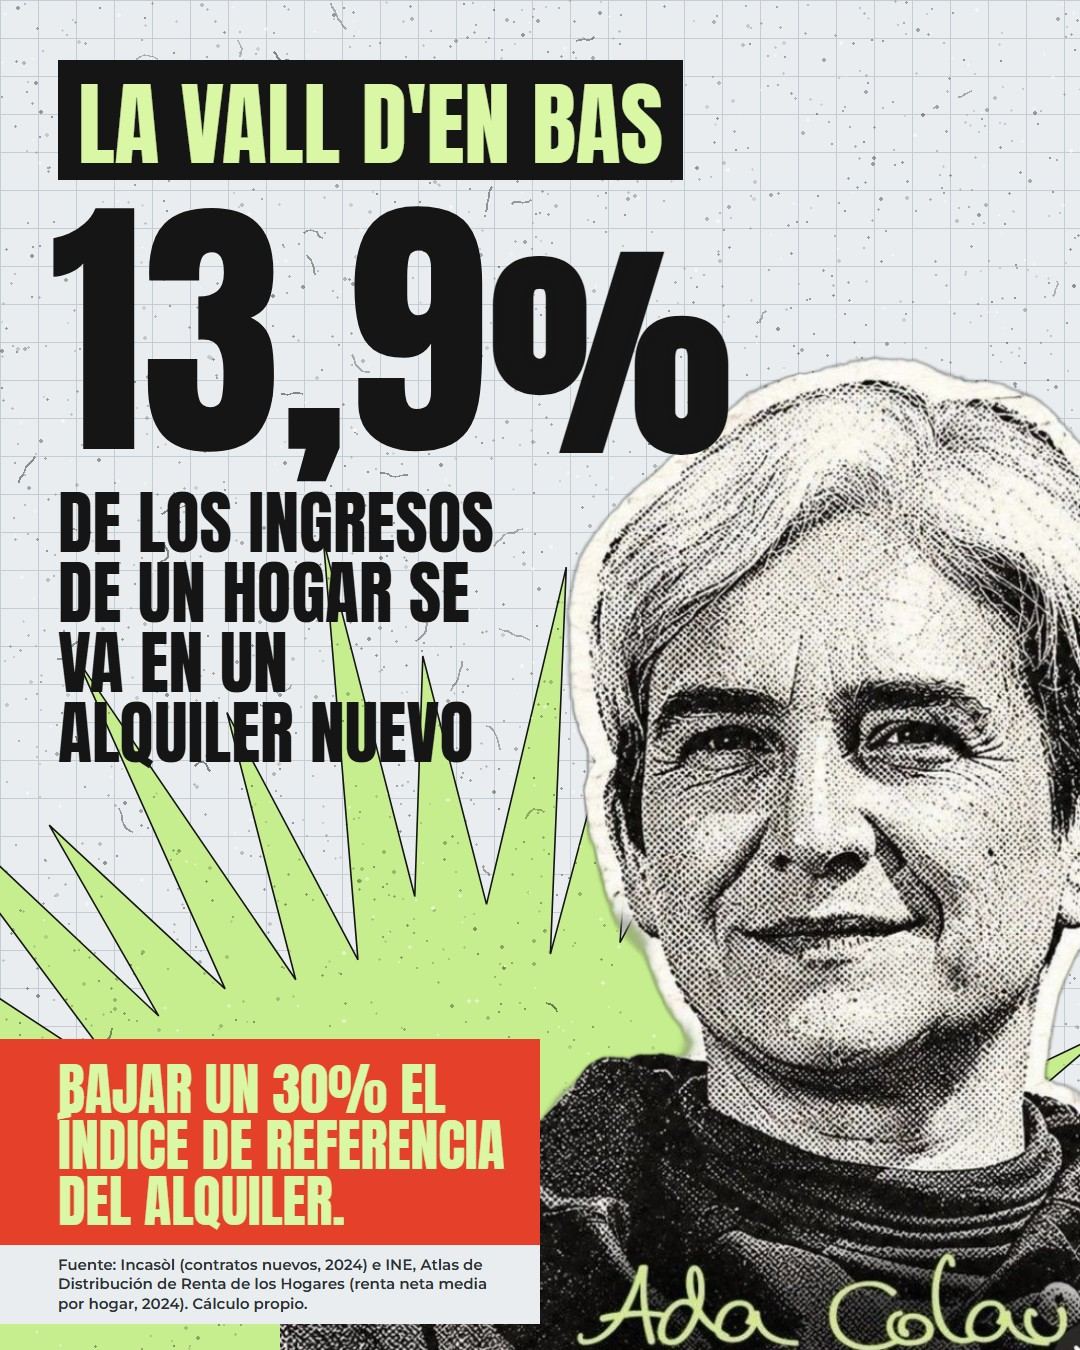 LA VALL D'EN BAS
13,9%
DE LOS INGRESOS
DE UN HOGAR SE
VA EN UN
ALQUILER NUEVO
BAJAR UN 30% EL
ÍNDICE DE REFERENCIA
DEL ALQUILER.
Fuente: Incasòl (contratos nuevos, 2024) e INE, Atlas de
Distribución de Renta de los Hogares (renta neta media
por hogar, 2024). Cálculo propio.
Ada Colau